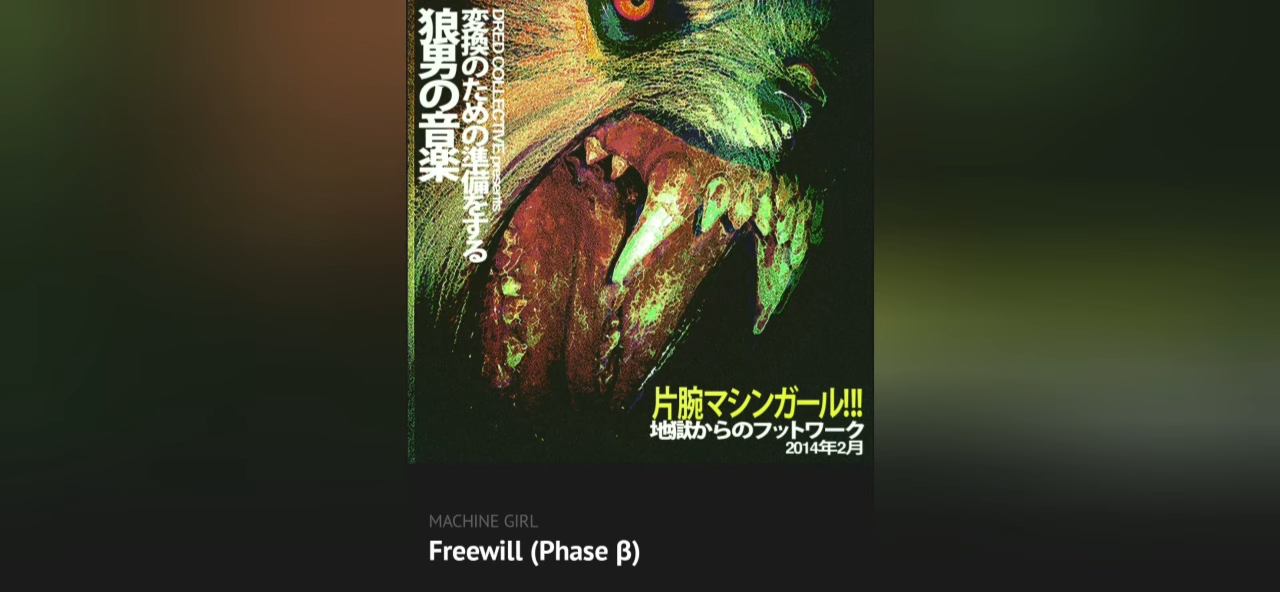 狼男の音楽
変換のための準備をする
DRED COLLECTIVE presents
片腕マシンガール!!!
地獄からのフットワーク
2014年2月
MACHINE GIRL
Freewill (Phase β)